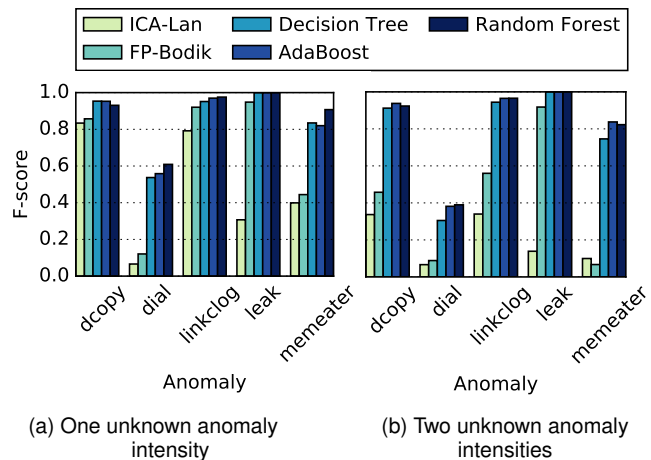 ICA-Lan
Decision Tree
Random Forest
FP-Bodik
AdaBoost
F-score
1.0
0.8
0.6
0.4
0.2
0.0
dcopy
dial
linkclog
leak
memeater
Anomaly
dcopy
dial
linkclog
leak
memeater
Anomaly
(a) One unknown anomaly
intensity
(b) Two unknown anomaly
intensities